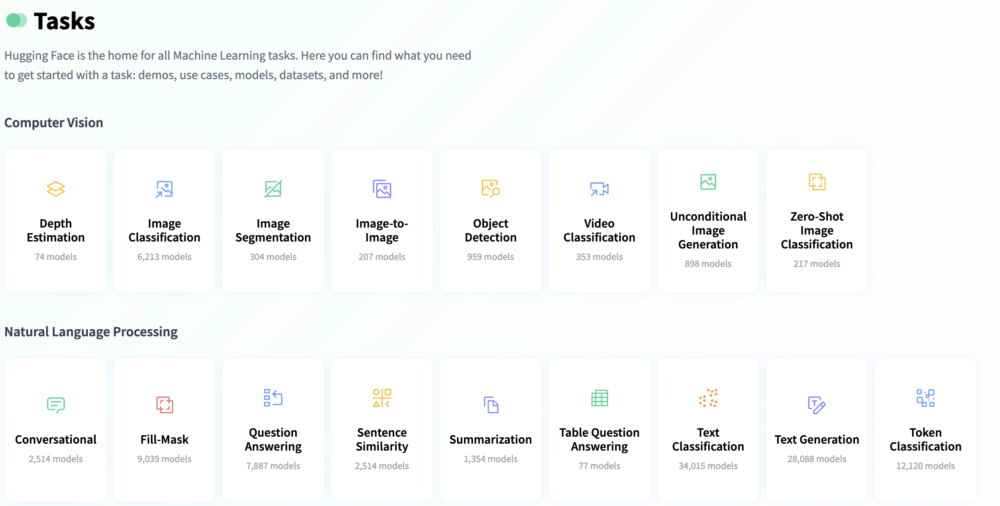 Tasks
Hugging Face is the home for all Machine Learning tasks. Here you can find what you need
to get started with a task: demos, use cases, models, datasets, and more!
Computer Vision
Depth
Estimation
74 models
Image
Classification
6,213 models
Image
Segmentation
304 models
Image-to-
Image
207 models
Object
Detection
959 models
Video
Classification
353 models
Unconditional
Image
Generation
898 models
Zero-Shot
Image
Classification
217 models
Natural Language Processing
Conversational
2,514 models
Fill-Mask
9,039 models
Question
Answering
7,887 models
Sentence
Similarity
2,514 models
Summarization
1,354 models
Table Question
Answering
77 models
Text
Classification
34,015 models
Text Generation
28,088 models
Token
Classification
12,120 models